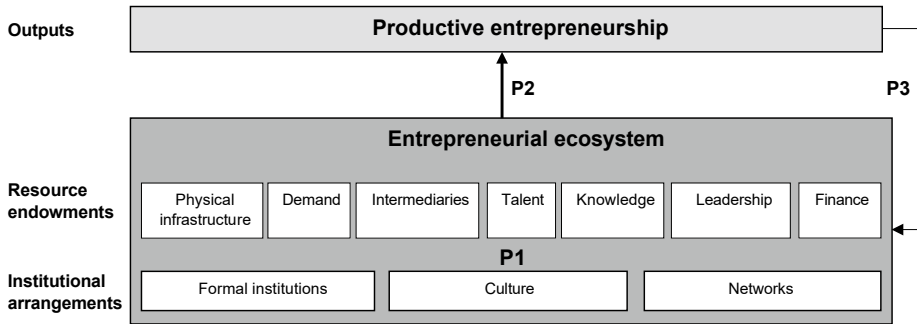 Outputs
Productive entrepreneurship
P2
P3
Entrepreneurial ecosystem
Resource
endowments
Physical
infrastructure
Demand
Intermediaries
Talent
Knowledge
Leadership
Finance
P1
Institutional
arrangements
Formal institutions
Culture
Networks